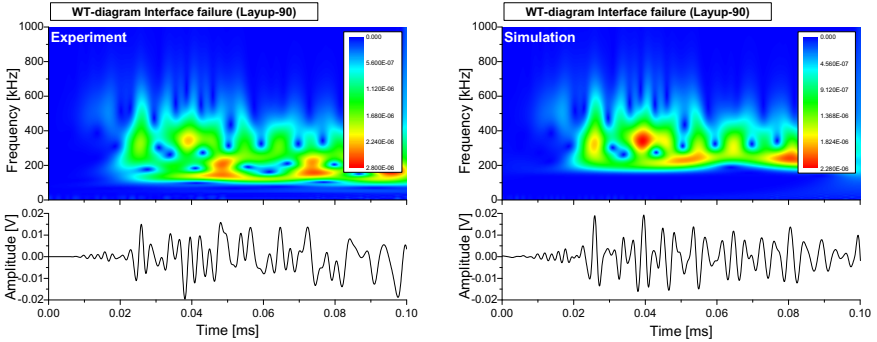 WT-diagram Interface failure (Layup-90)
Experiment
Frequency [kHz]
1000
800
600
400
200
0
0.000
5.600E-07
1.120E-06
1.680E-06
2.240E-06
2.800E-06
Amplitude [V]
0.02
0.01
0.00
-0.01
-0.02
0.00 0.02 0.04 0.06 0.08 0.10
Time [ms]
WT-diagram Interface failure (Layup-90)
Simulation
Frequency [kHz]
1000
800
600
400
200
0
0.000
4.560E-07
9.120E-07
1.368E-06
1.824E-06
2.280E-06
Amplitude [V]
0.02
0.01
0.00
-0.01
-0.02
0.00 0.02 0.04 0.06 0.08 0.10
Time [ms]